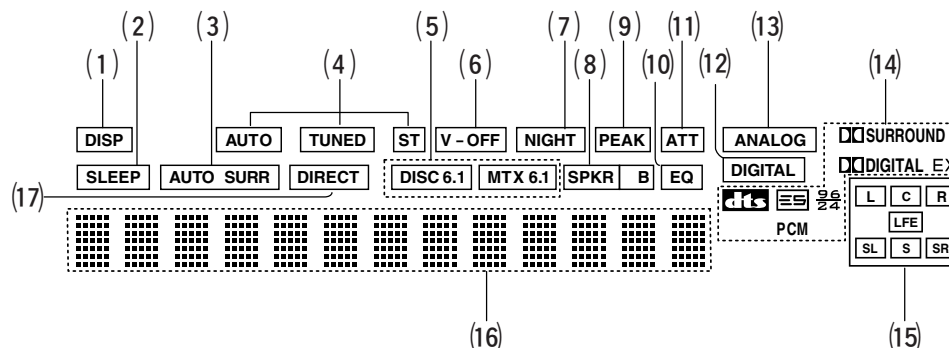 (2) (3) (5) (7) (9) (11) (13)
(1) (4) (6) (8) (10) (12) (14)
DISP AUTO TUNED ST V-OFF NIGHT PEAK ATT ANALOG SURROUND
SLEEP AUTO SURR DIRECT DISC 6.1 MTX 6.1 SPKR B EQ DIGITAL DIGITAL EX
(17)
dts ES 96/24
PCM
L C R
LFE
SL S SR
(16) (15)